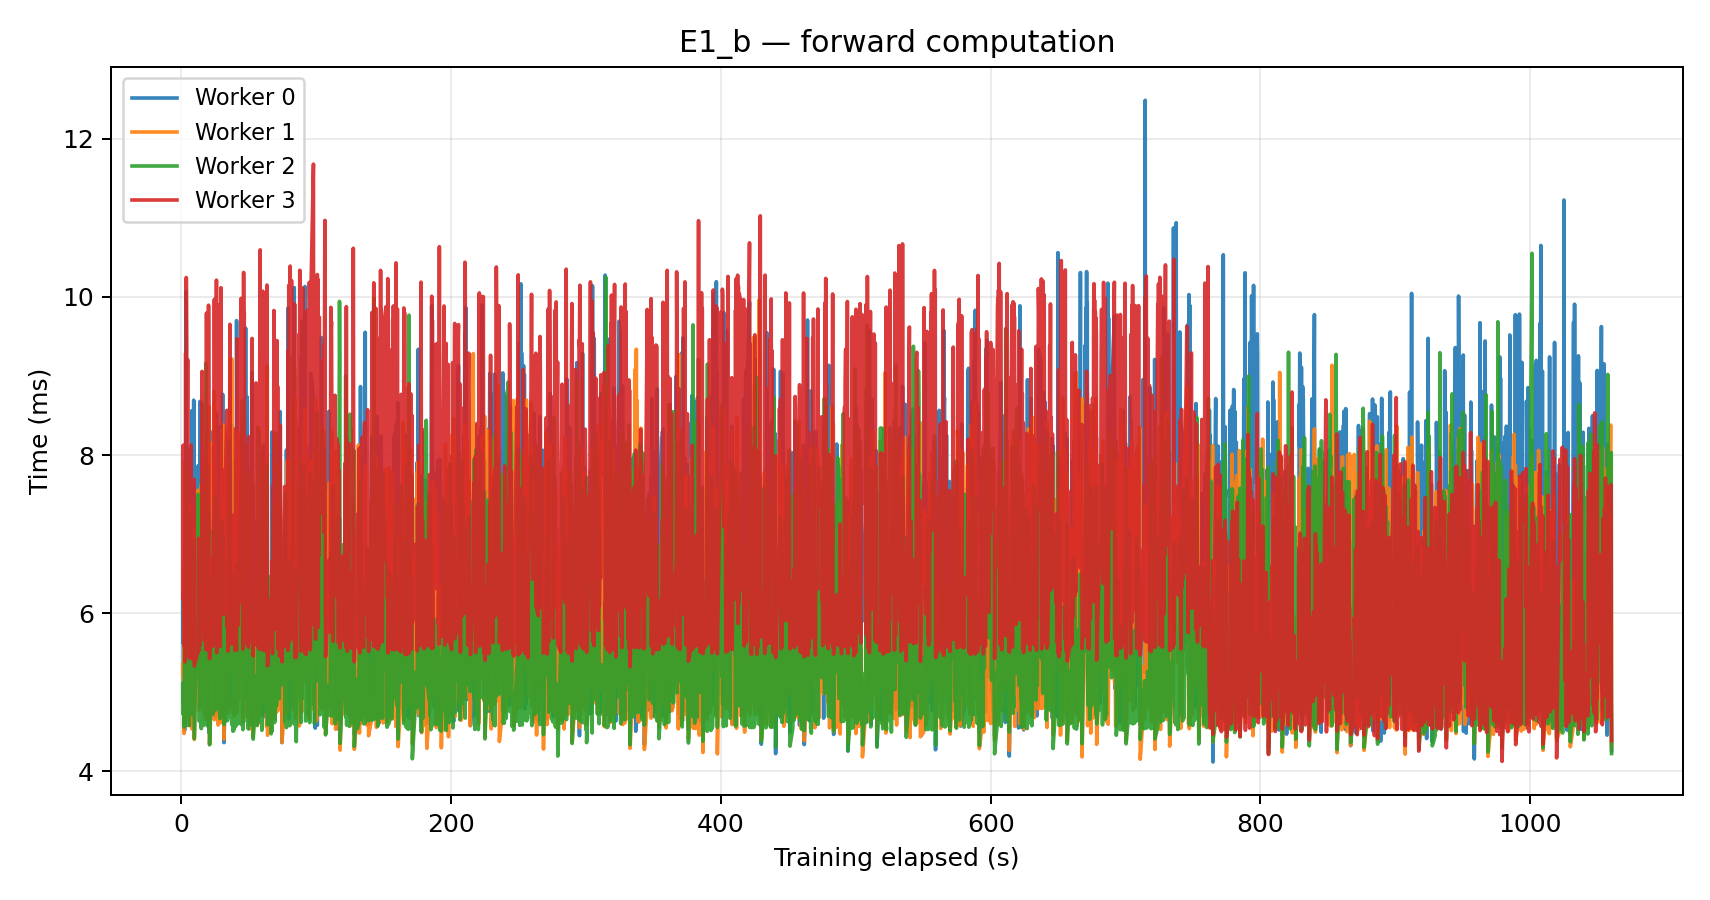 E1_b — forward computation
Worker 0
Worker 1
Worker 2
Worker 3
Time (ms)
12
10
8
6
4
0 200 400 600 800 1000
Training elapsed (s)